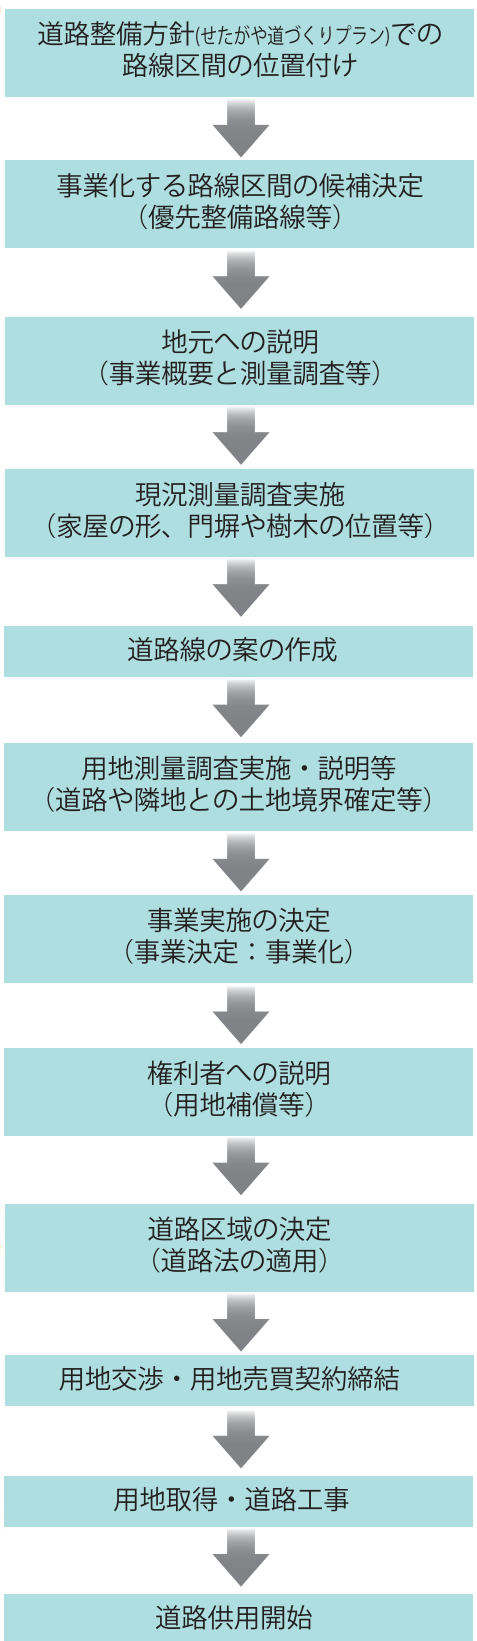 道路整備方針(せたがや道づくりプラン)での
路線区間の位置付け
事業化する路線区間の候補決定
（優先整備路線等）
地元への説明
（事業概要と測量調査等）
現況測量調査実施
（家屋の形、門塀や樹木の位置等）
道路線の案の作成
用地測量調査実施・説明等
（道路や隣地との土地境界確定等）
事業実施の決定
（事業決定：事業化）
権利者への説明
（用地補償等）
道路区域の決定
（道路法の適用）
用地交渉・用地売買契約締結
用地取得・道路工事
道路供用開始